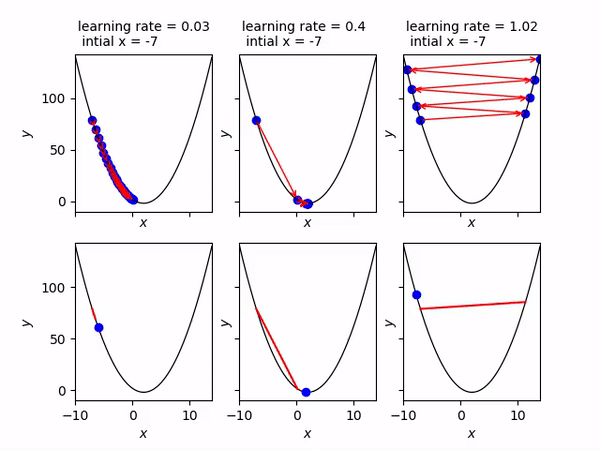 learning rate = 0.03
intial x = -7
learning rate = 0.4
intial x = -7
learning rate = 1.02
intial x = -7
y
100
50
0
x
y
x
y
x
y
100
50
0
−10
0
10
x
y
−10
0
10
x
y
−10
0
10
x